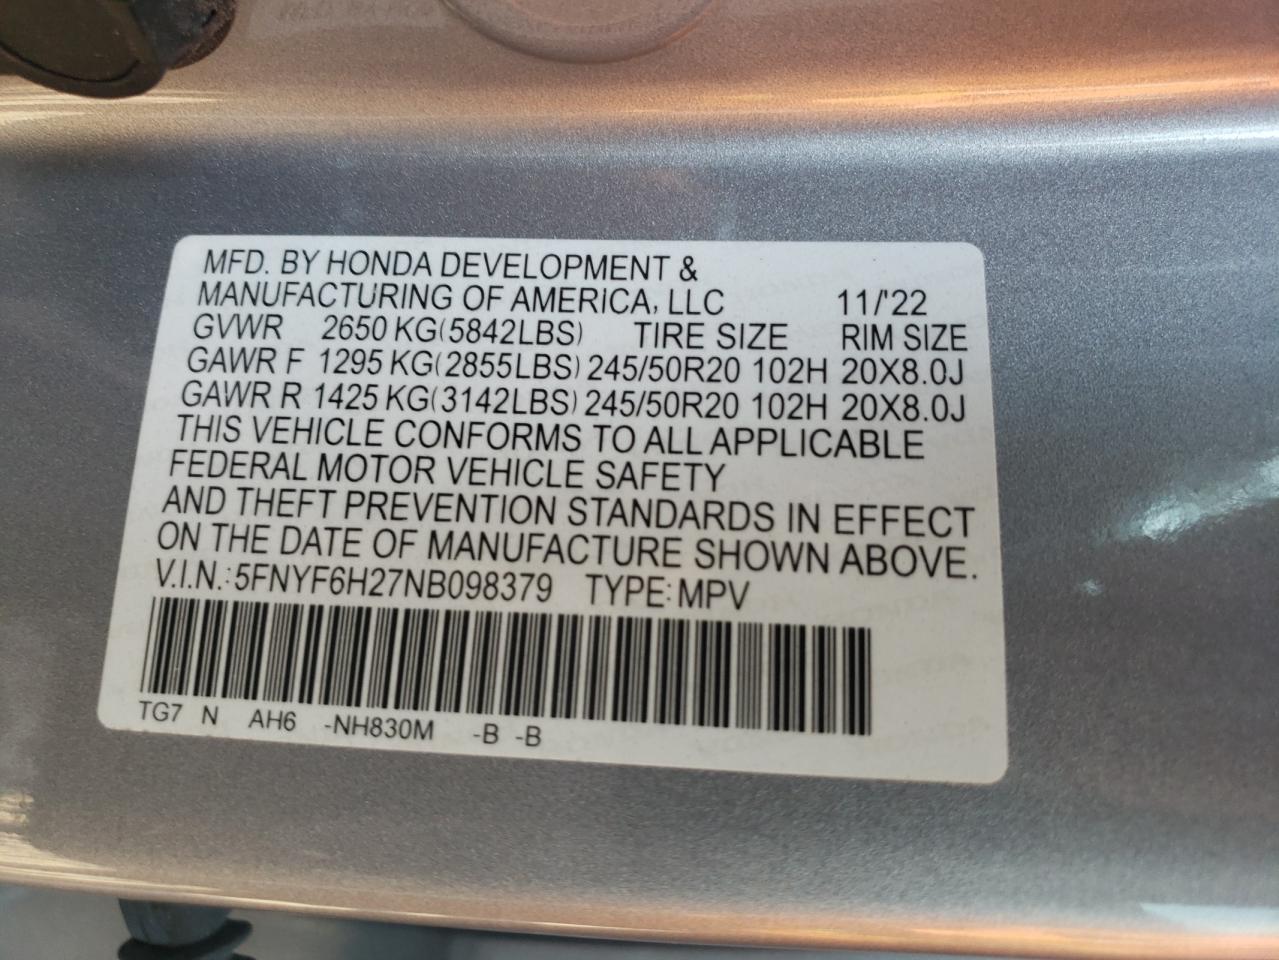 MFD. BY HONDA DEVELOPMENT &
MANUFACTURING OF AMERICA, LLC 11/'22
GVWR 2650 KG(5842LBS) TIRE SIZE RIM SIZE
GAWR F 1295 KG(2855LBS) 245/50R20 102H 20X8.0J
GAWR R 1425 KG(3142LBS) 245/50R20 102H 20X8.0J
THIS VEHICLE CONFORMS TO ALL APPLICABLE
FEDERAL MOTOR VEHICLE SAFETY
AND THEFT PREVENTION STANDARDS IN EFFECT
ON THE DATE OF MANUFACTURE SHOWN ABOVE.
V.I.N.: 5FNYF6H27NB098379 TYPE: MPV
TG7 N AH6 -NH830M -B -B